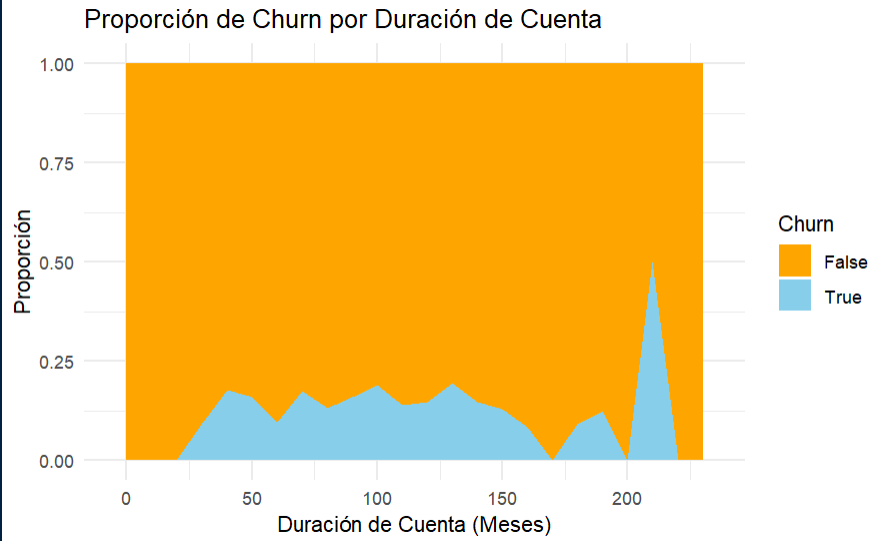 Proporción de Churn por Duración de Cuenta
1.00
0.75
0.50
0.25
0.00
Proporción
0
50
100
150
200
Duración de Cuenta (Meses)
Churn
False
True